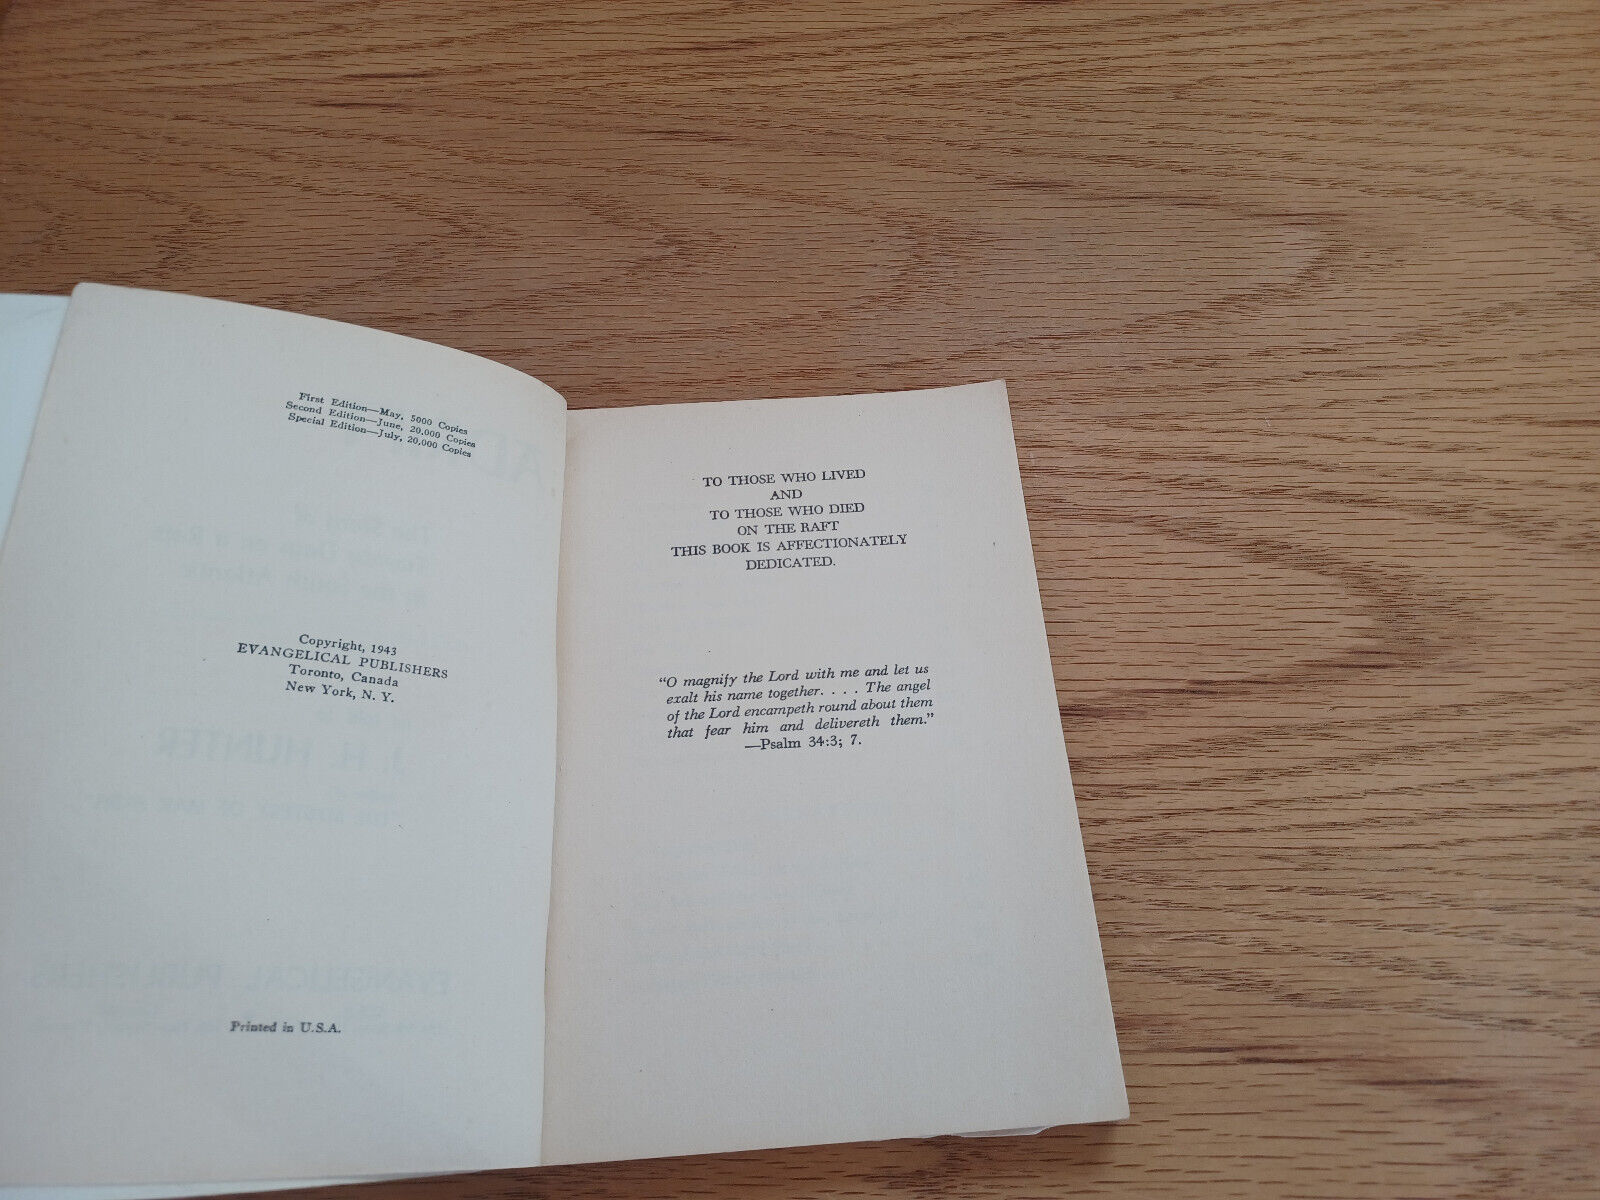 First Edition—May, 5000 Copies
Second Edition—June, 20,000 Copies
Special Edition—July, 20,000 Copies
Copyright, 1943
EVANGELICAL PUBLISHERS
Toronto, Canada
New York, N. Y.
J. H. HUNTER
EVANGELICAL PUBLISHERS
Printed in U.S.A.
TO THOSE WHO LIVED
AND
TO THOSE WHO DIED
ON THE RAFT
THIS BOOK IS AFFECTIONATELY
DEDICATED.
“O magnify the Lord with me and let us
exalt his name together. . . . The angel
of the Lord encampeth round about them
that fear him and delivereth them.”
—Psalm 34:3; 7.